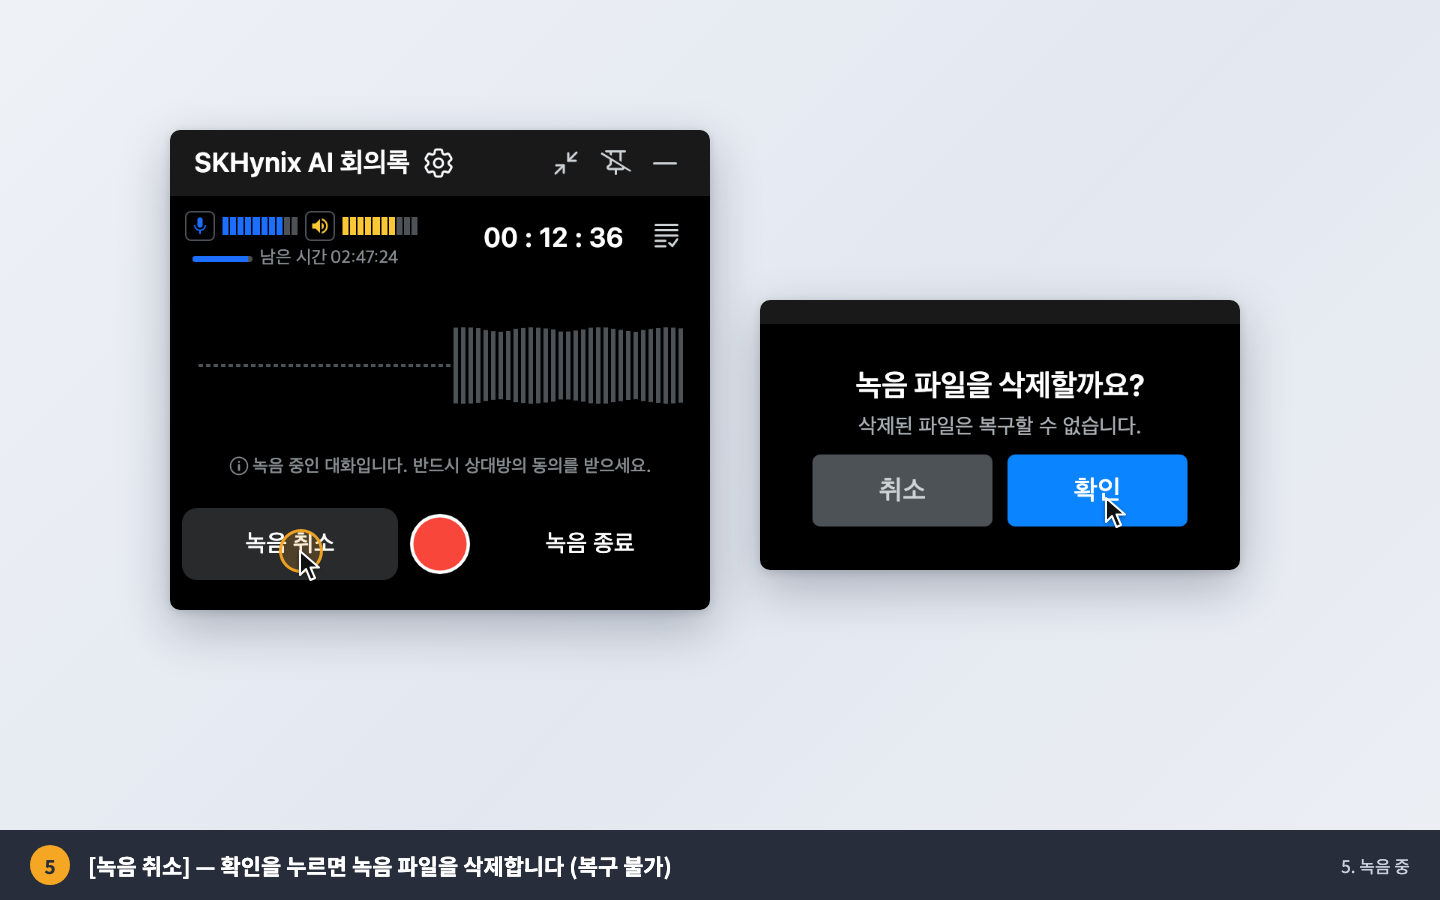 SKHynix AI 회의록
00 : 12 : 36
남은 시간 02:47:24
녹음 중인 대화입니다. 반드시 상대방의 동의를 받으세요.
녹음 취소
녹음 종료
녹음 파일을 삭제할까요?
삭제된 파일은 복구할 수 없습니다.
취소
확인
5
[녹음 취소] — 확인을 누르면 녹음 파일을 삭제합니다 (복구 불가)
5. 녹음 중